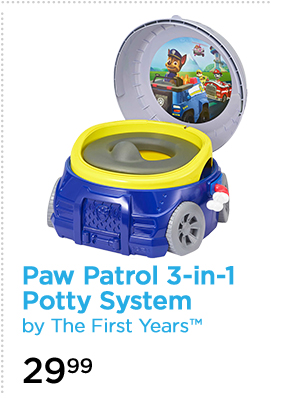 Paw Patrol 3-in-1
Potty System
by The First Years™
29⁹⁹